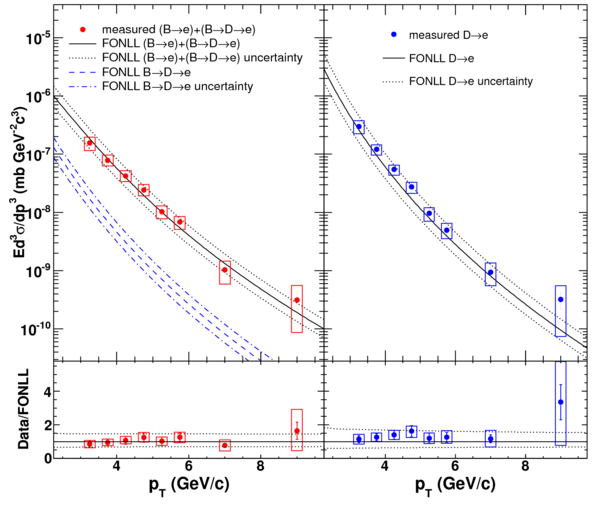 measured (B→e)+(B→D→e)
FONLL (B→e)+(B→D→e)
FONLL (B→e)+(B→D→e) uncertainty
FONLL B→D→e
FONLL B→D→e uncertainty
measured D→e
FONLL D→e
FONLL D→e uncertainty
Ed³σ/dp³ (mb GeV⁻²c³)
10⁻⁵
10⁻⁶
10⁻⁷
10⁻⁸
10⁻⁹
10⁻¹⁰
Data/FONLL
4
2
0
4 6 8
4 6 8
p_T (GeV/c)
p_T (GeV/c)